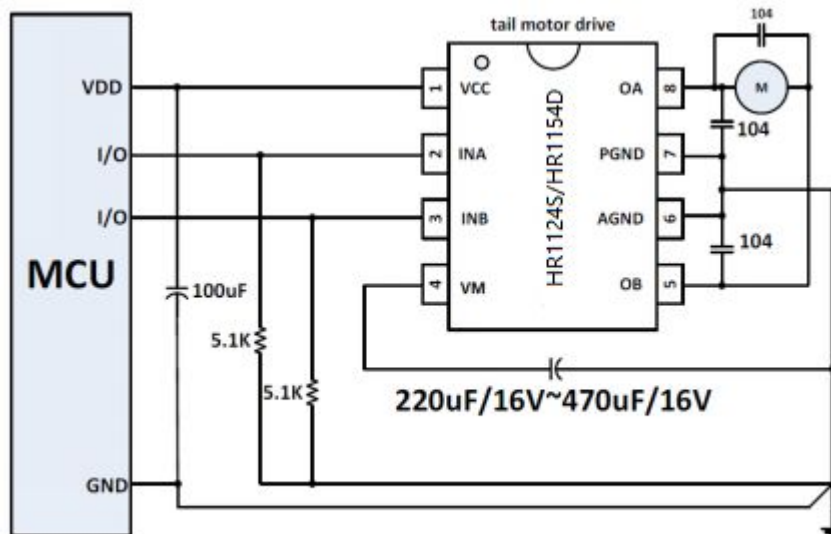 104
tail motor drive
VDD
1
VCC
OA
8
M
104
I/O
2
INA
PGND
7
I/O
3
INB
AGND
6
HR1124S/HR1154D
104
MCU
100uF
4
VM
OB
5
5.1K
5.1K
220uF/16V~470uF/16V
GND